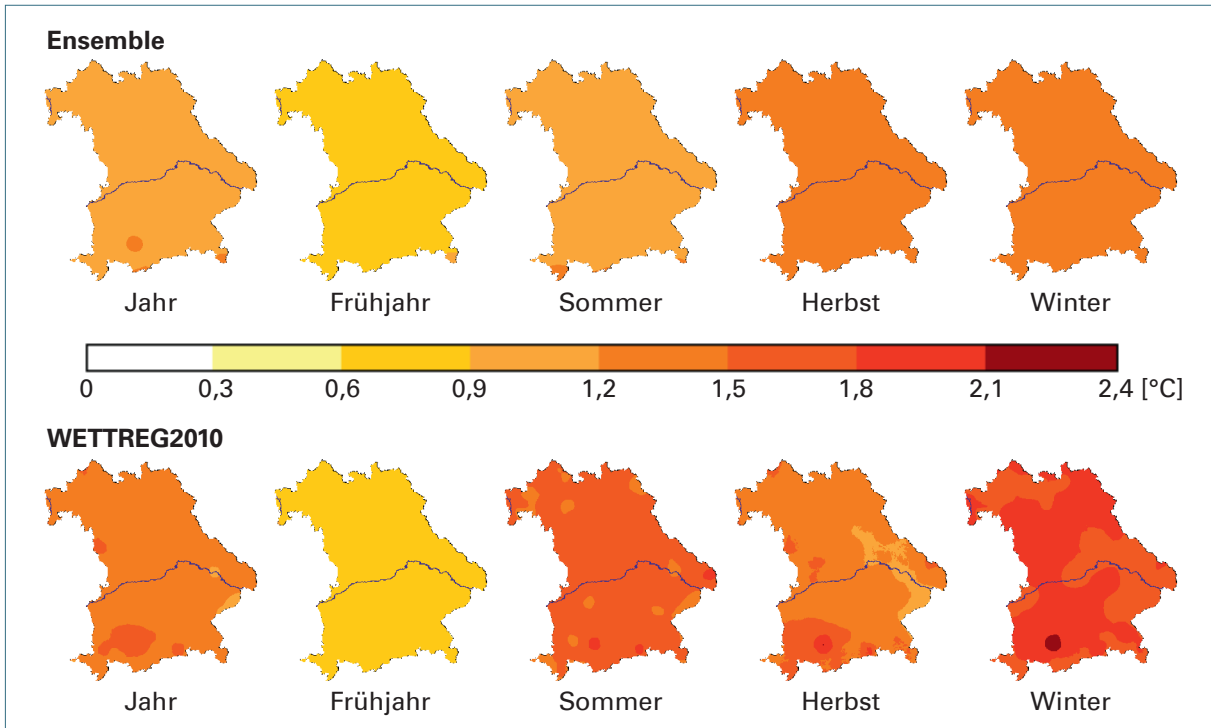 Ensemble
Jahr Frühjahr Sommer Herbst Winter
0 0,3 0,6 0,9 1,2 1,5 1,8 2,1 2,4 [°C]
WETTREG2010
Jahr Frühjahr Sommer Herbst Winter